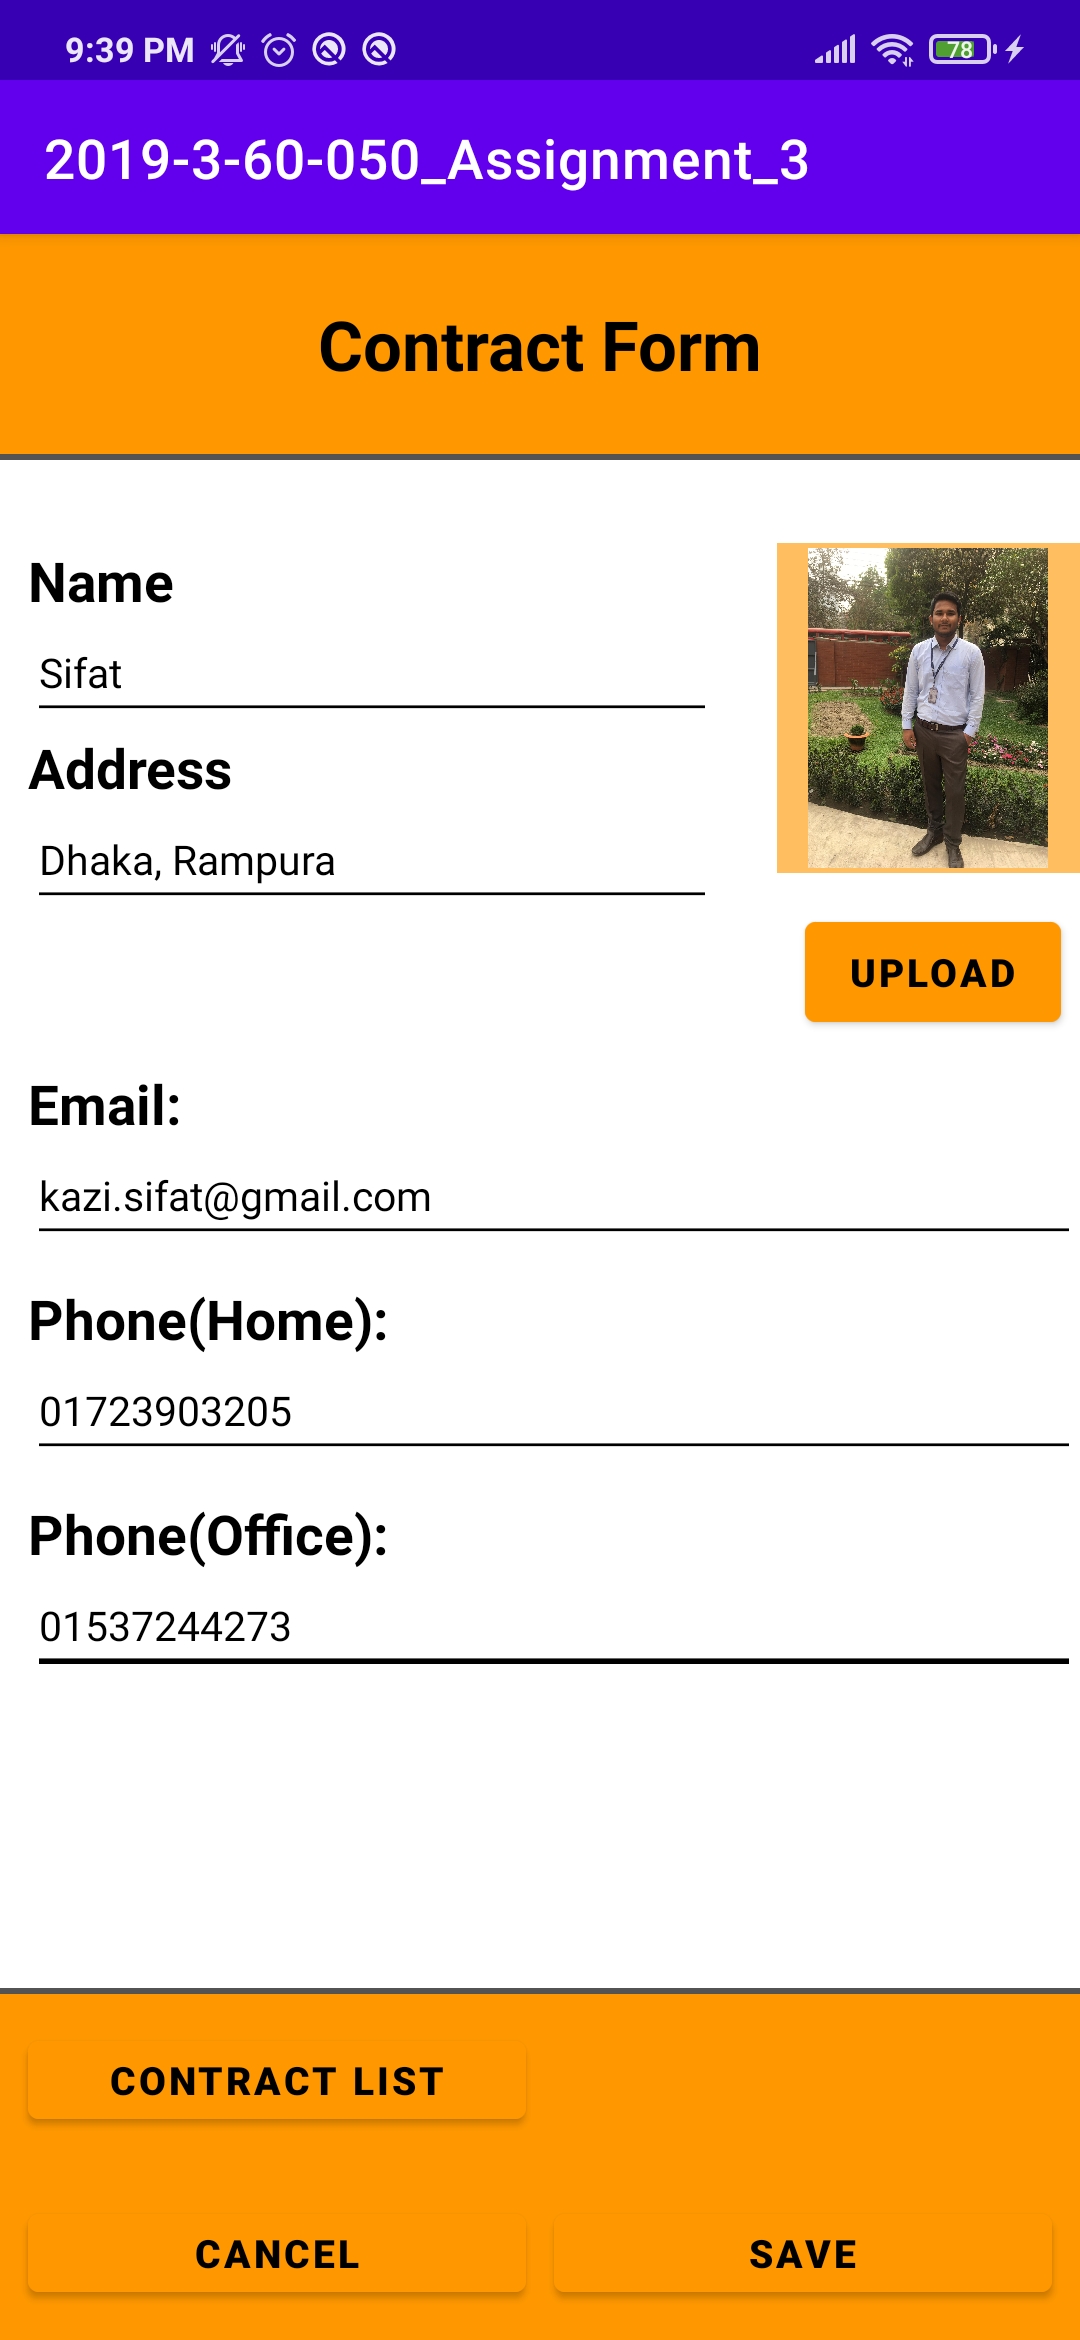 9:39 PM 78
2019-3-60-050_Assignment_3
Contract Form
Name
Sifat
Address
Dhaka, Rampura
UPLOAD
Email:
kazi.sifat@gmail.com
Phone(Home):
01723903205
Phone(Office):
01537244273
CONTRACT LIST
CANCEL SAVE